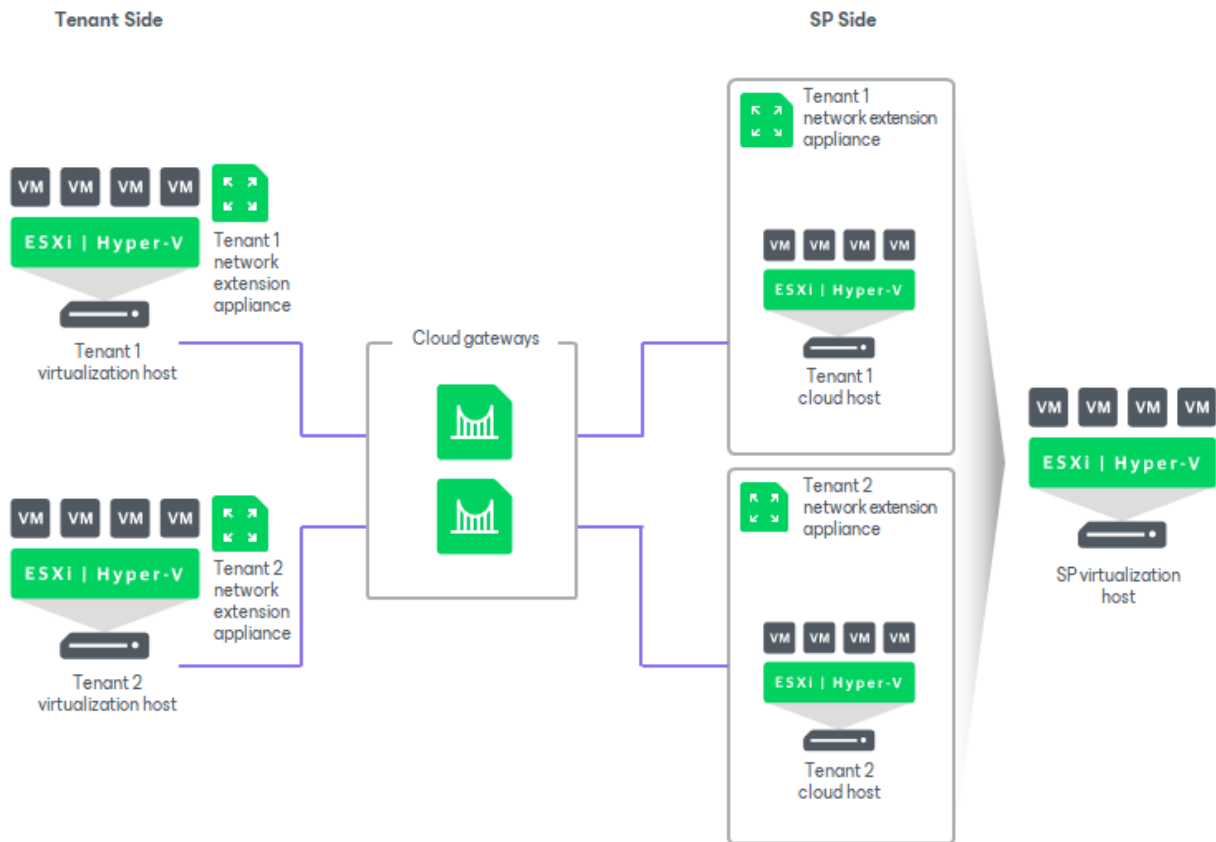 Tenant Side
SP Side
VM VM VM VM
ESXi | Hyper-V
Tenant 1
network
extension
appliance
Tenant 1
virtualization host
VM VM VM VM
ESXi | Hyper-V
Tenant 2
network
extension
appliance
Tenant 2
virtualization host
Cloud gateways
Tenant 1
network extension
appliance
VM VM VM VM
ESXi | Hyper-V
Tenant 1
cloud host
Tenant 2
network extension
appliance
VM VM VM VM
ESXi | Hyper-V
Tenant 2
cloud host
VM VM VM VM
ESXi | Hyper-V
SP virtualization
host